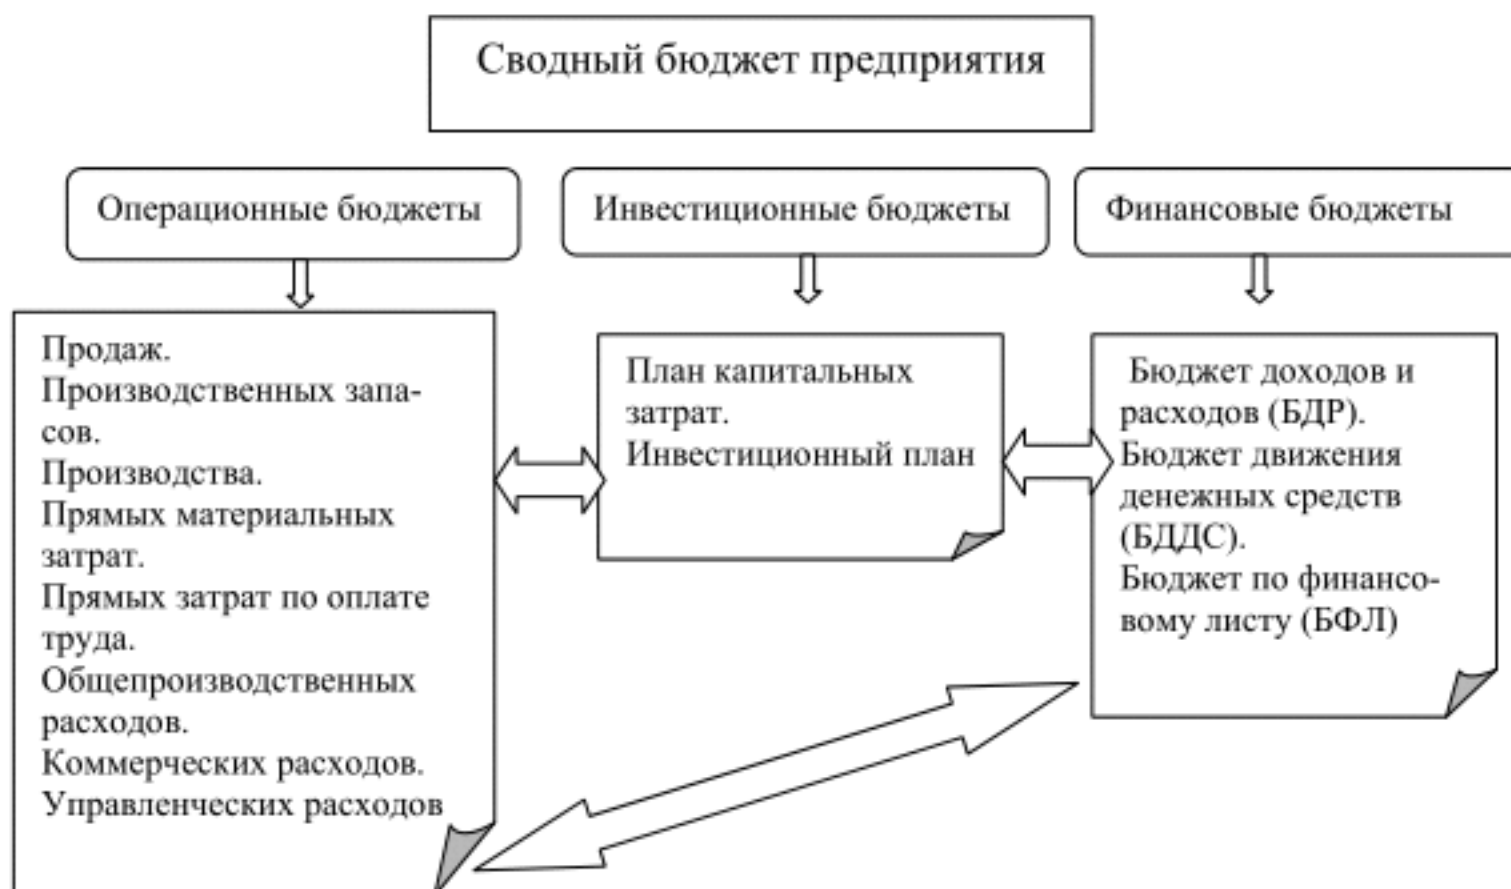 Сводный бюджет предприятия
Операционные бюджеты
Инвестиционные бюджеты
Финансовые бюджеты
Продаж.
Производственных запа-
сов.
Производства.
Прямых материальных
затрат.
Прямых затрат по оплате
труда.
Общепроизводственных
расходов.
Коммерческих расходов.
Управленческих расходов
План капитальных
затрат.
Инвестиционный план
Бюджет доходов и
расходов (БДР).
Бюджет движения
денежных средств
(БДДС).
Бюджет по финансо-
вому листу (БФЛ)